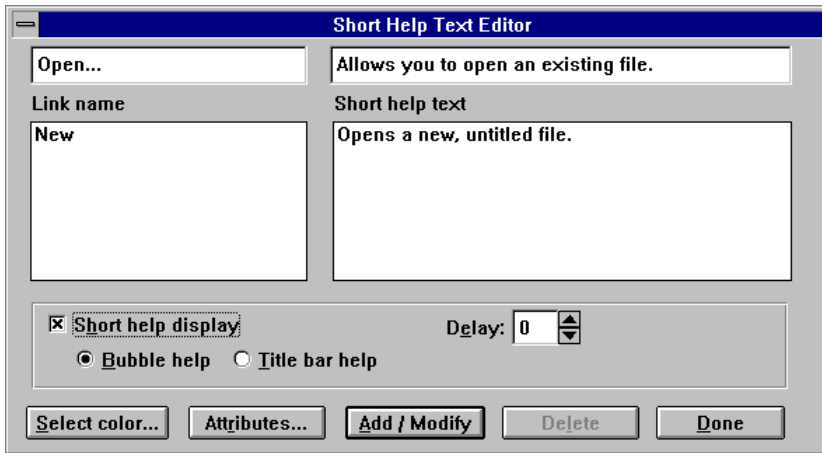 Short Help Text Editor
Open... Allows you to open an existing file.
Link name Short help text
New Opens a new, untitled file.
Short help display Delay: 0
Bubble help Title bar help
Select color... Attributes... Add / Modify Delete Done